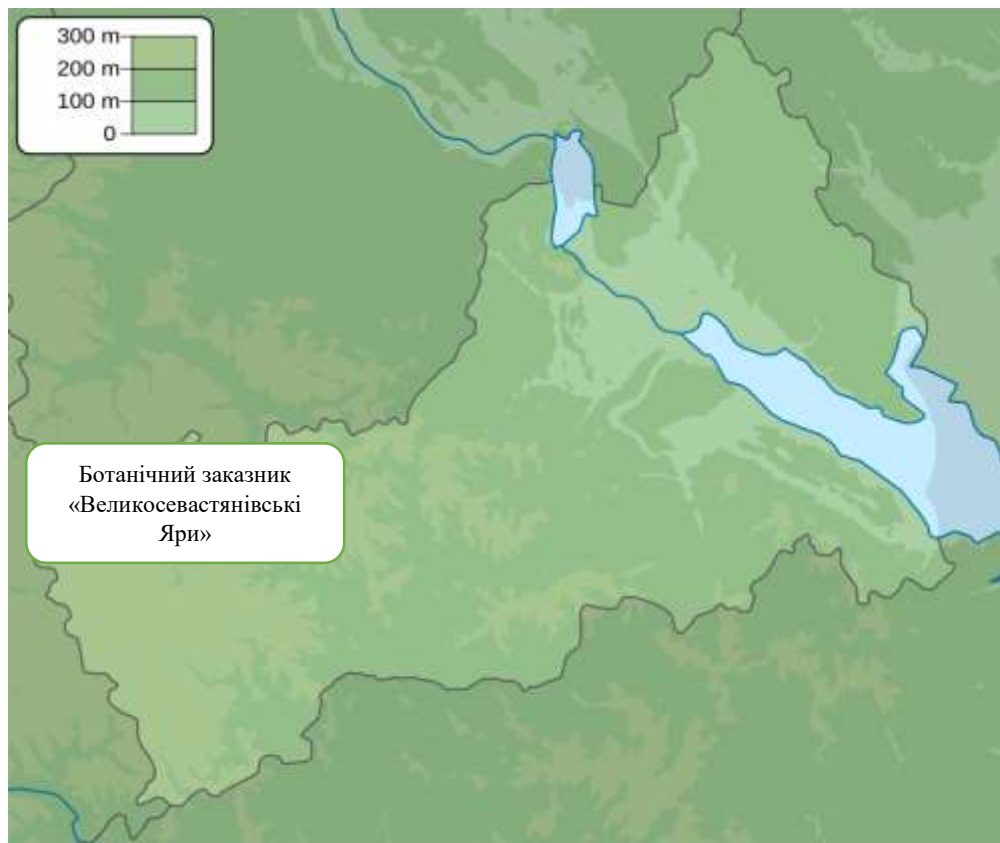 300 m
200 m
100 m
0
Ботанічний заказник
«Великосевастянівські
Яри»